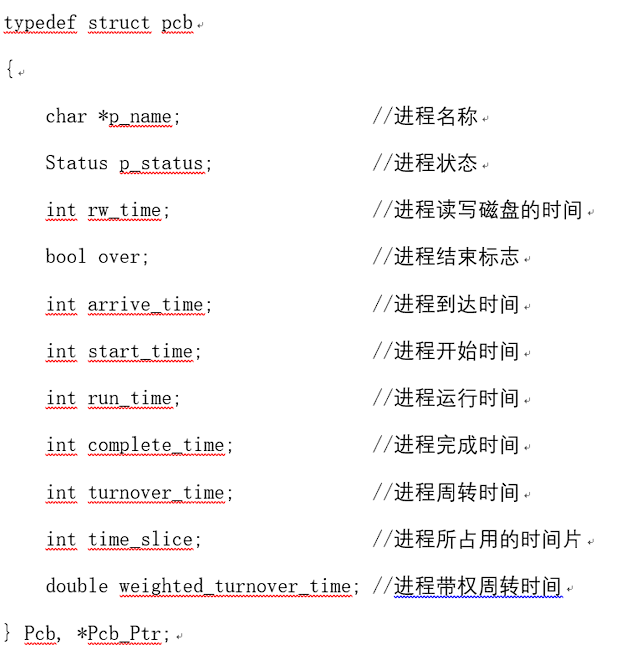 typedef struct pcb
{
char *p_name; //进程名称
Status p_status; //进程状态
int rw_time; //进程读写磁盘的时间
bool over; //进程结束标志
int arrive_time; //进程到达时间
int start_time; //进程开始时间
int run_time; //进程运行时间
int complete_time; //进程完成时间
int turnover_time; //进程周转时间
int time_slice; //进程所占用的时间片
double weighted_turnover_time; //进程带权周转时间
} Pcb, *Pcb_Ptr;